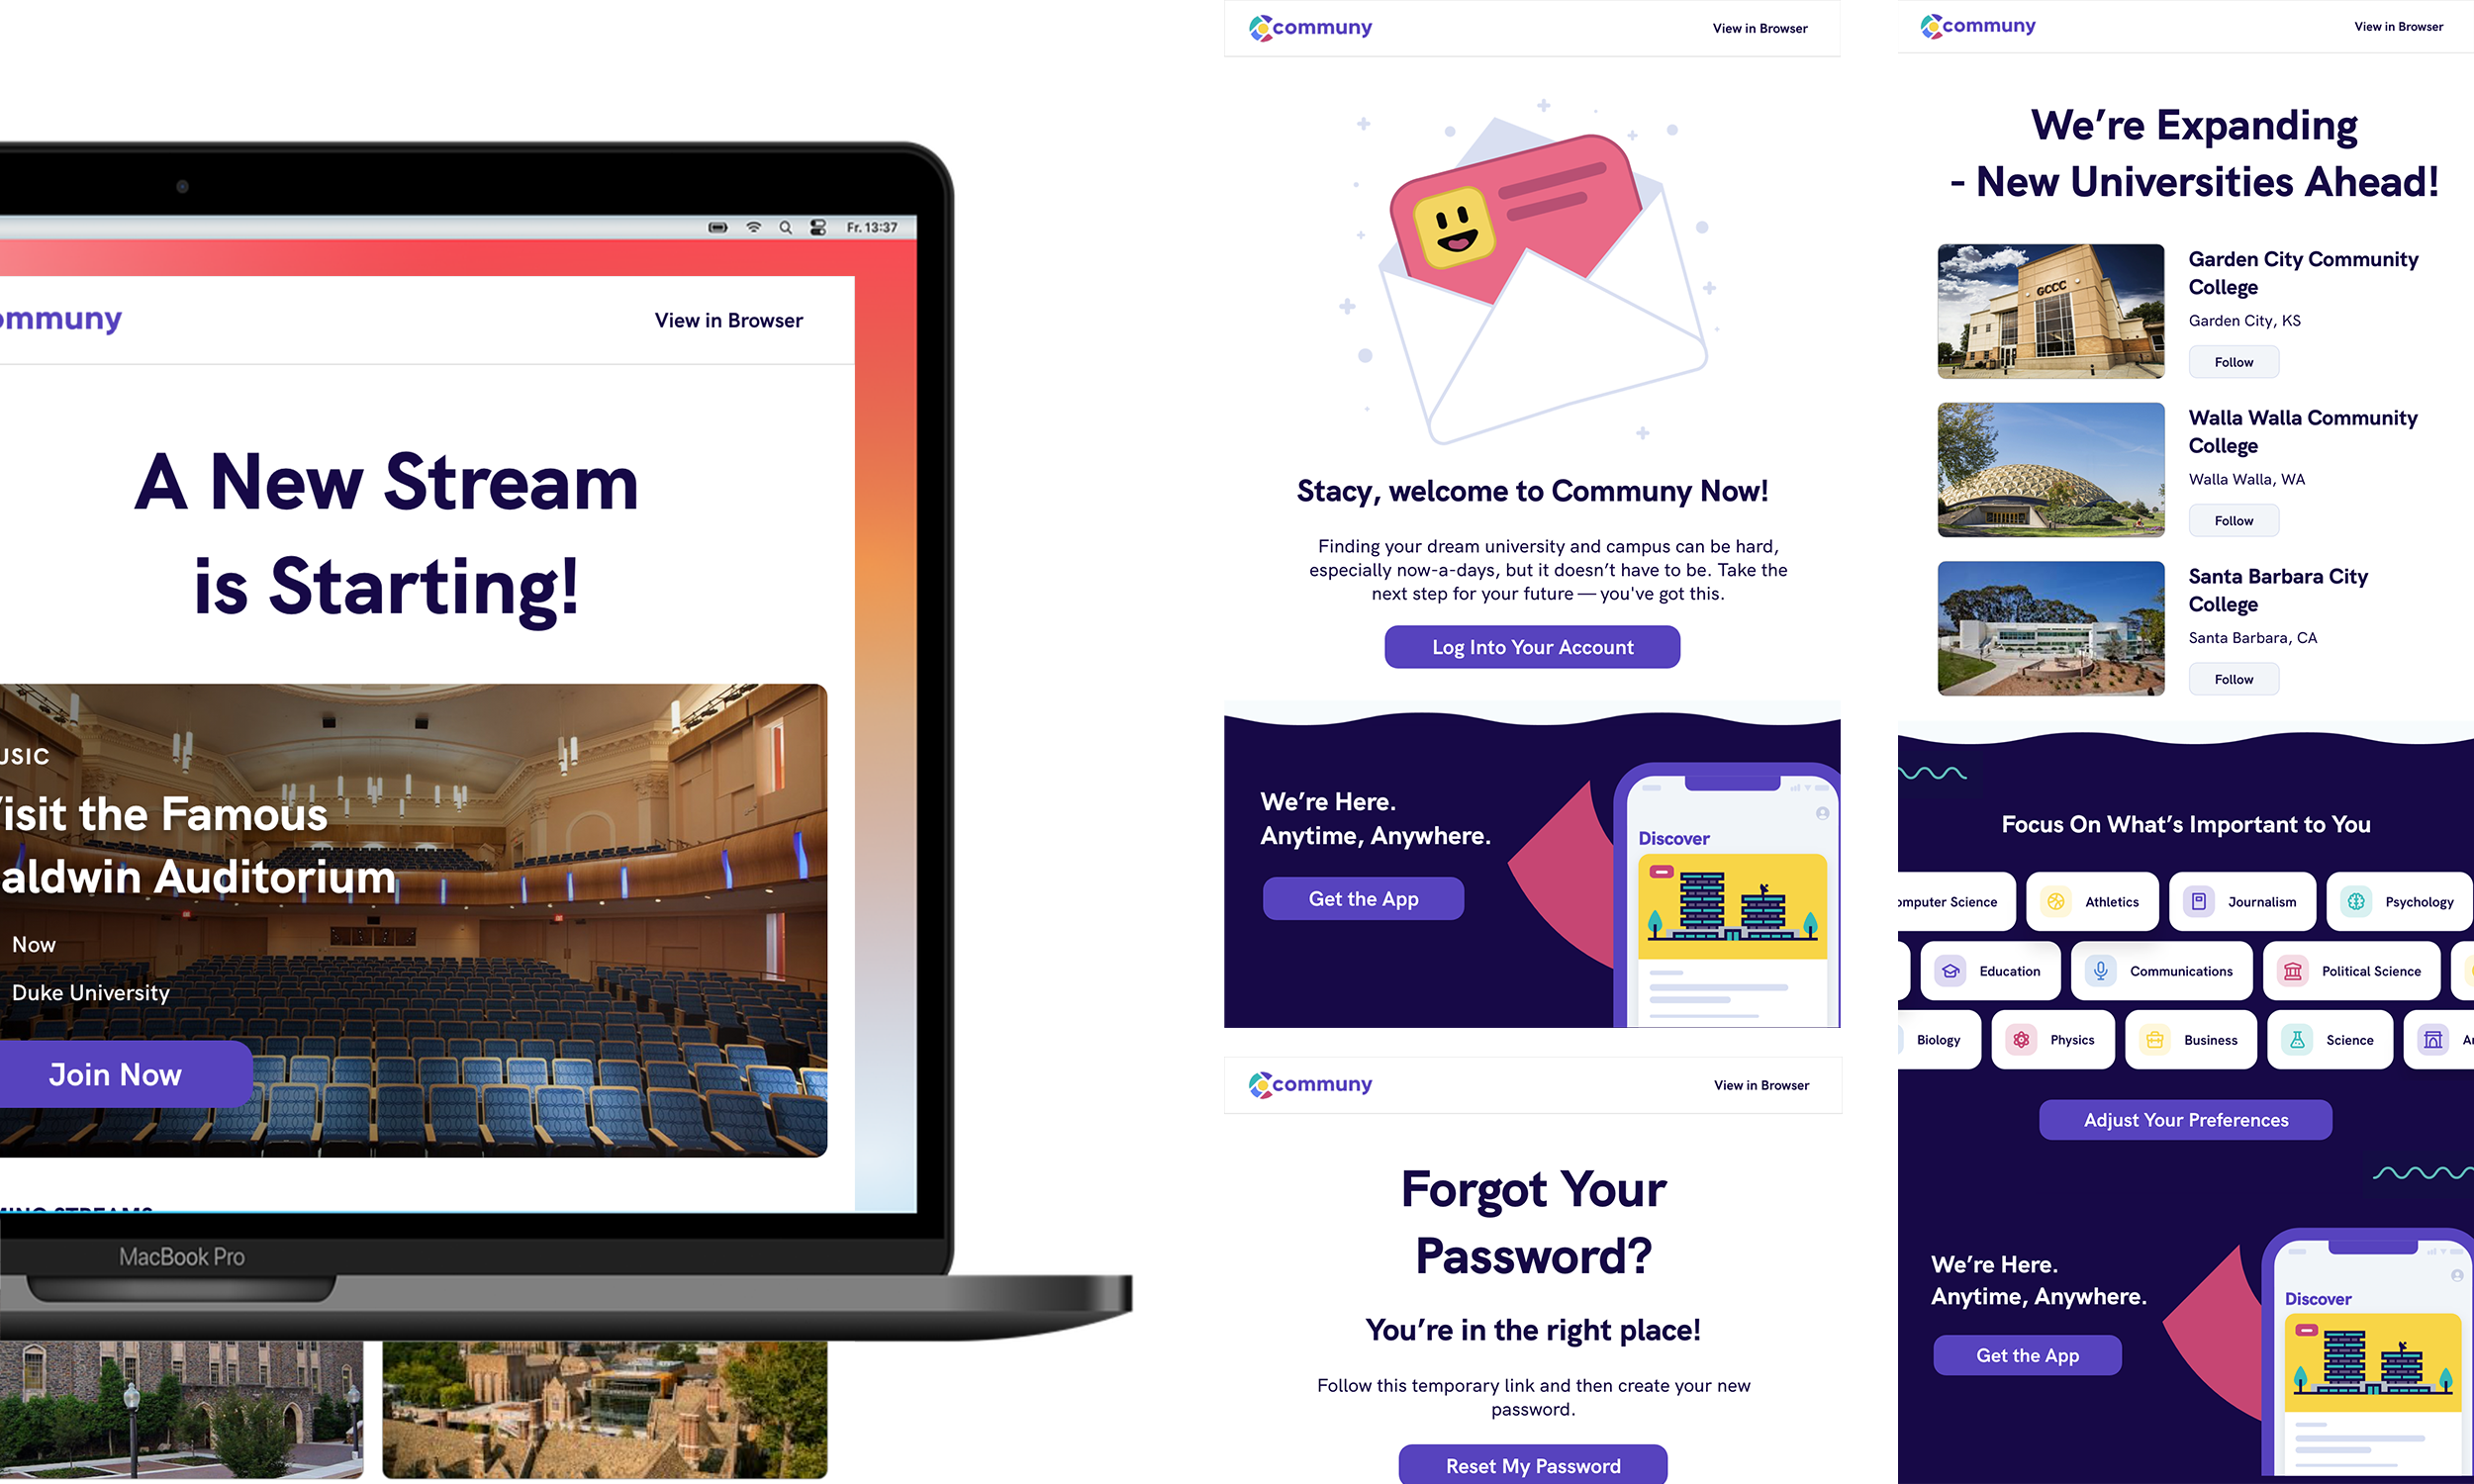 Fr. 13:37
View in Browser
A New Stream
is Starting!
the Famous
Auditorium
Now
Duke University
Join Now
MacBook Pro
communy
View in Browser
Stacy, welcome to Communy Now!
Finding your dream university and campus can be hard,
especially now-a-days, but it doesn’t have to be. Take the
next step for your future — you've got this.
Log Into Your Account
We’re Here.
Anytime, Anywhere.
Get the App
Discover
communy
View in Browser
Forgot Your
Password?
You’re in the right place!
Follow this temporary link and then create your new
password.
Reset My Password
communy
View in Browser
We’re Expanding
- New Universities Ahead!
GCCC
Garden City Community
College
Garden City, KS
Follow
Walla Walla Community
College
Walla Walla, WA
Follow
Santa Barbara City
College
Santa Barbara, CA
Follow
Focus On What’s Important to You
Science
Athletics
Journalism
Psychology
Education
Communications
Political Science
Biology
Physics
Business
Science
Adjust Your Preferences
We’re Here.
Anytime, Anywhere.
Get the App
Discover